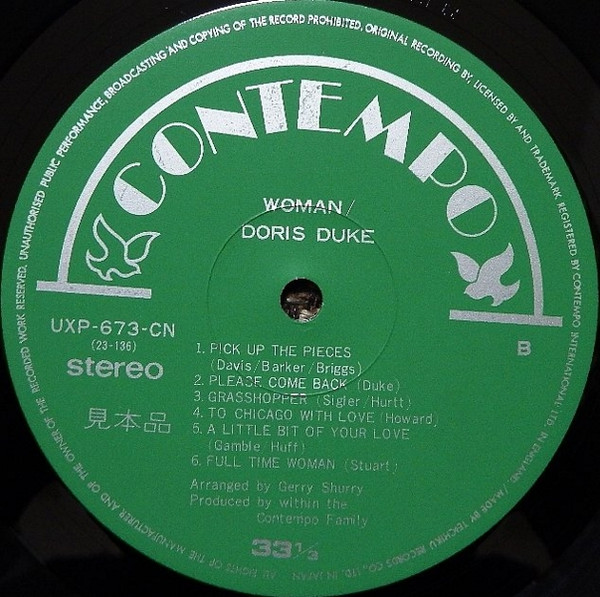 ALL RIGHTS OF THE MANUFACTURER AND OF THE OWNER OF THE RECORDED WORK RESERVED, UNAUTHORISED PUBLIC PERFORMANCE, BROADCASTING AND COPYING OF THE RECORD PROHIBITED, ORIGINAL RECORDING BY, LICENSED BY AND TRADEMARK REGISTERED BY CONTEMPO INTERNATIONAL LTD. IN ENGLAND / MADE BY TEICHIKU RECORDS CO., LTD. IN JAPAN
CONTEMPO
WOMAN /
DORIS DUKE
UXP-673-CN
(23-136)
stereo
B
見本品
1. PICK UP THE PIECES
(Davis/Barker/Briggs)
2. PLEASE COME BACK (Duke)
3. GRASSHOPPER (Sigler/Hurtt)
4. TO CHICAGO WITH LOVE (Howard)
5. A LITTLE BIT OF YOUR LOVE
(Gamble Huff)
6. FULL TIME WOMAN (Stuart)
Arranged by Gerry Shurry
Produced by within the
Contempo Family
33⅓